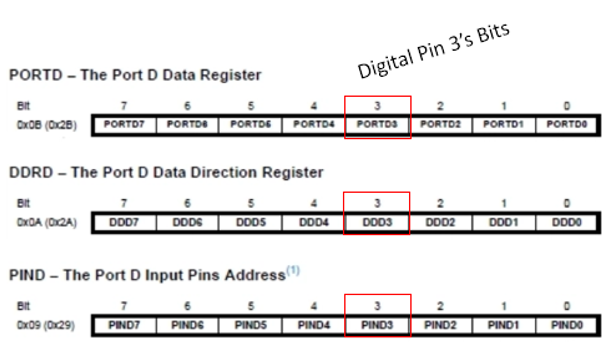 Digital Pin 3's Bits
PORTD – The Port D Data Register
Bit 7 6 5 4 3 2 1 0
0x0B (0x2B) PORTD7 PORTD6 PORTD5 PORTD4 PORTD3 PORTD2 PORTD1 PORTD0
DDRD – The Port D Data Direction Register
Bit 7 6 5 4 3 2 1 0
0x0A (0x2A) DDD7 DDD6 DDD5 DDD4 DDD3 DDD2 DDD1 DDD0
PIND – The Port D Input Pins Address(1)
Bit 7 6 5 4 3 2 1 0
0x09 (0x29) PIND7 PIND6 PIND5 PIND4 PIND3 PIND2 PIND1 PIND0